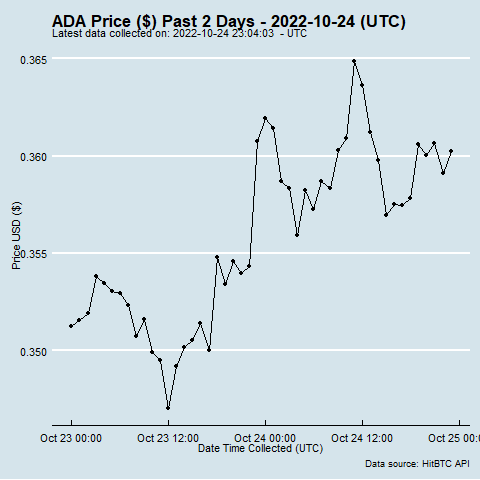 ADA Price ($) Past 2 Days - 2022-10-24 (UTC)
Latest data collected on: 2022-10-24 23:04:03 - UTC
0.365
0.360
0.355
0.350
Price USD ($)
Oct 23 00:00 Oct 23 12:00 Oct 24 00:00 Oct 24 12:00 Oct 25 00:0
Date Time Collected (UTC)
Data source: HitBTC API